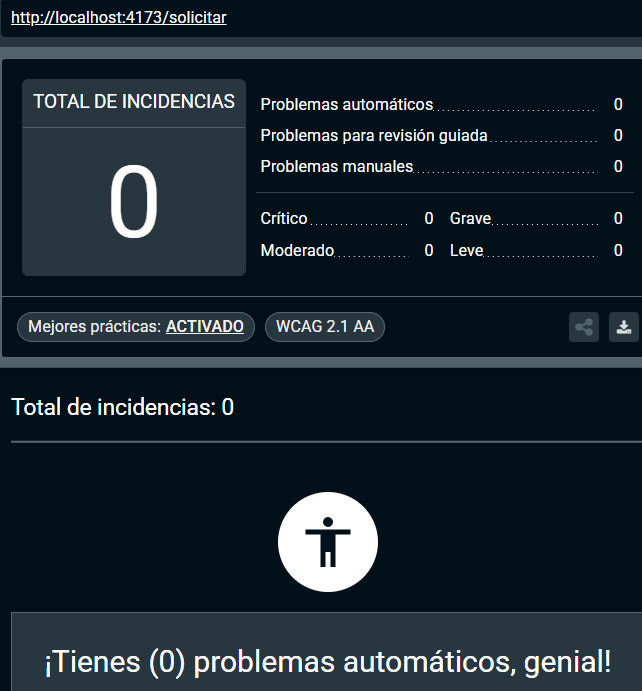 http://localhost:4173/solicitar
TOTAL DE INCIDENCIAS
0
Problemas automáticos 0
Problemas para revisión guiada 0
Problemas manuales 0
Crítico 0 Grave 0
Moderado 0 Leve 0
Mejores prácticas: ACTIVADO WCAG 2.1 AA
Total de incidencias: 0
¡Tienes (0) problemas automáticos, genial!